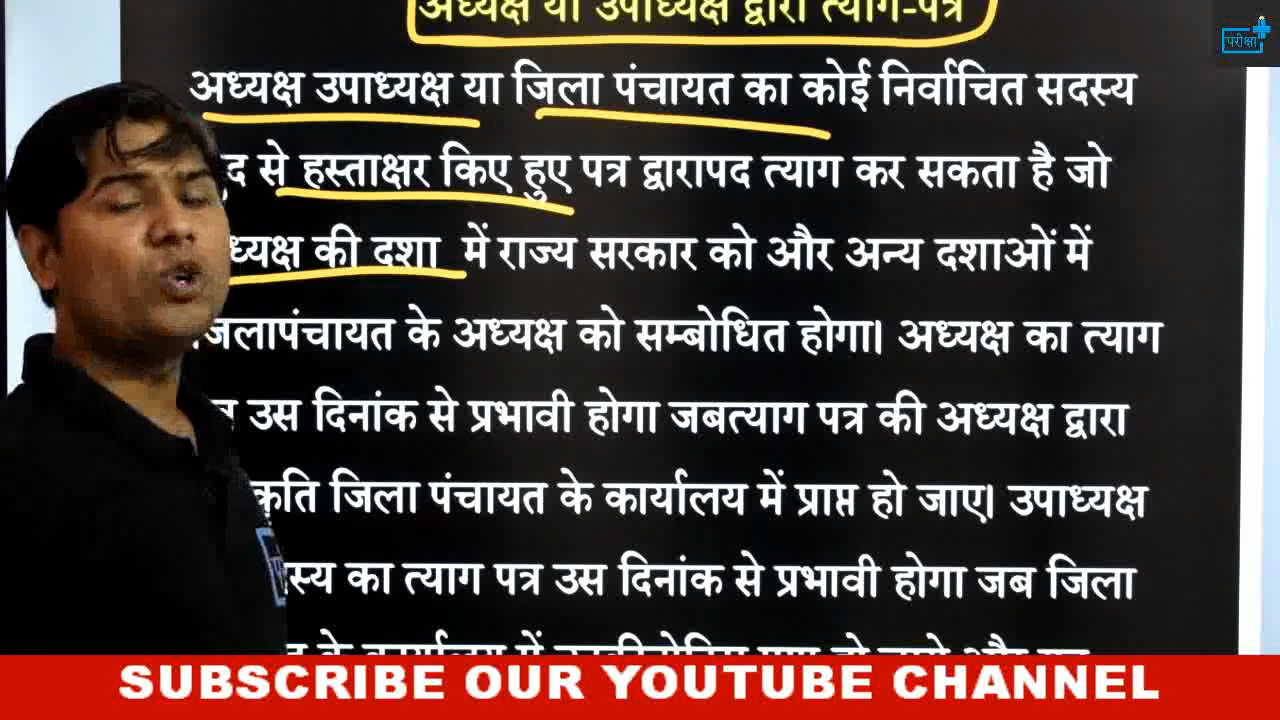 अध्यक्ष या उपाध्यक्ष द्वारा त्याग-पत्र
परीक्षा
अध्यक्ष उपाध्यक्ष या जिला पंचायत का कोई निर्वाचित सदस्य
से हस्ताक्षर किए हुए पत्र द्वारापद त्याग कर सकता है जो
की दशा में राज्य सरकार को और अन्य दशाओं में
के अध्यक्ष को सम्बोधित होगा। अध्यक्ष का त्याग
उस दिनांक से प्रभावी होगा जबत्याग पत्र की अध्यक्ष द्वारा
जिला पंचायत के कार्यालय में प्राप्त हो जाए। उपाध्यक्ष
का त्याग पत्र उस दिनांक से प्रभावी होगा जब जिला
SUBSCRIBE OUR YOUTUBE CHANNEL